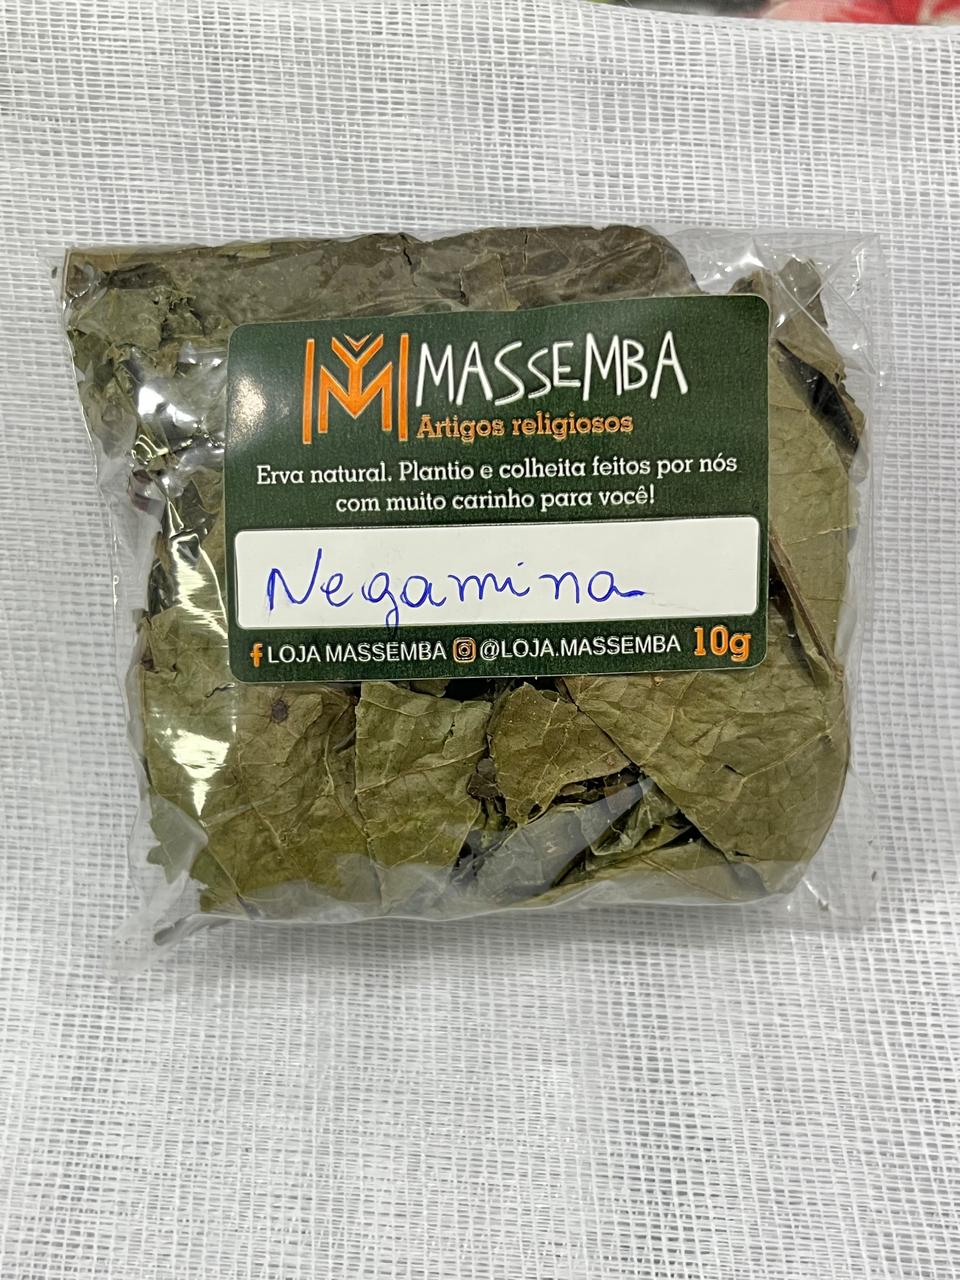 MASSEMBA
Artigos religiosos
Erva natural. Plantio e colheita feitos por nós
com muito carinho para você!
Negamina
LOJA MASSEMBA @LOJA.MASSEMBA 10g